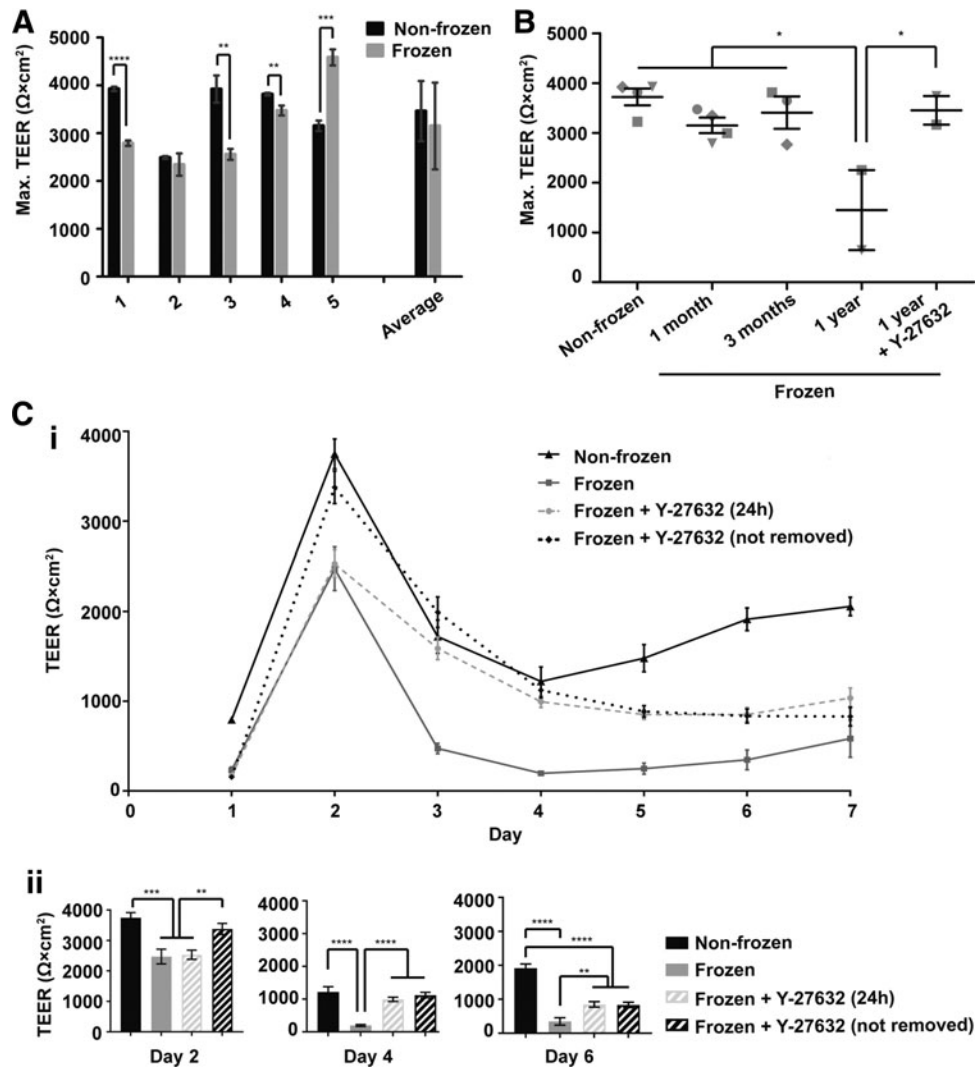 A
Non-frozen
Frozen
Max. TEER (Ω×cm²)
5000
4000
3000
2000
1000
0
****
**
**
***
1
2
3
4
5
Average
B
Max. TEER (Ω×cm²)
5000
4000
3000
2000
1000
0
*
*
Non-frozen
1 month
3 months
1 year
1 year
+ Y-27632
Frozen
C
i
TEER (Ω×cm²)
4000
3000
2000
1000
0
Non-frozen
Frozen
Frozen + Y-27632 (24h)
Frozen + Y-27632 (not removed)
0
1
2
3
4
5
6
7
Day
ii
TEER (Ω×cm²)
4000
3000
2000
1000
0
***
**
Day 2
4000
3000
2000
1000
0
****
****
Day 4
4000
3000
2000
1000
0
****
****
**
Day 6
Non-frozen
Frozen
Frozen + Y-27632 (24h)
Frozen + Y-27632 (not removed)